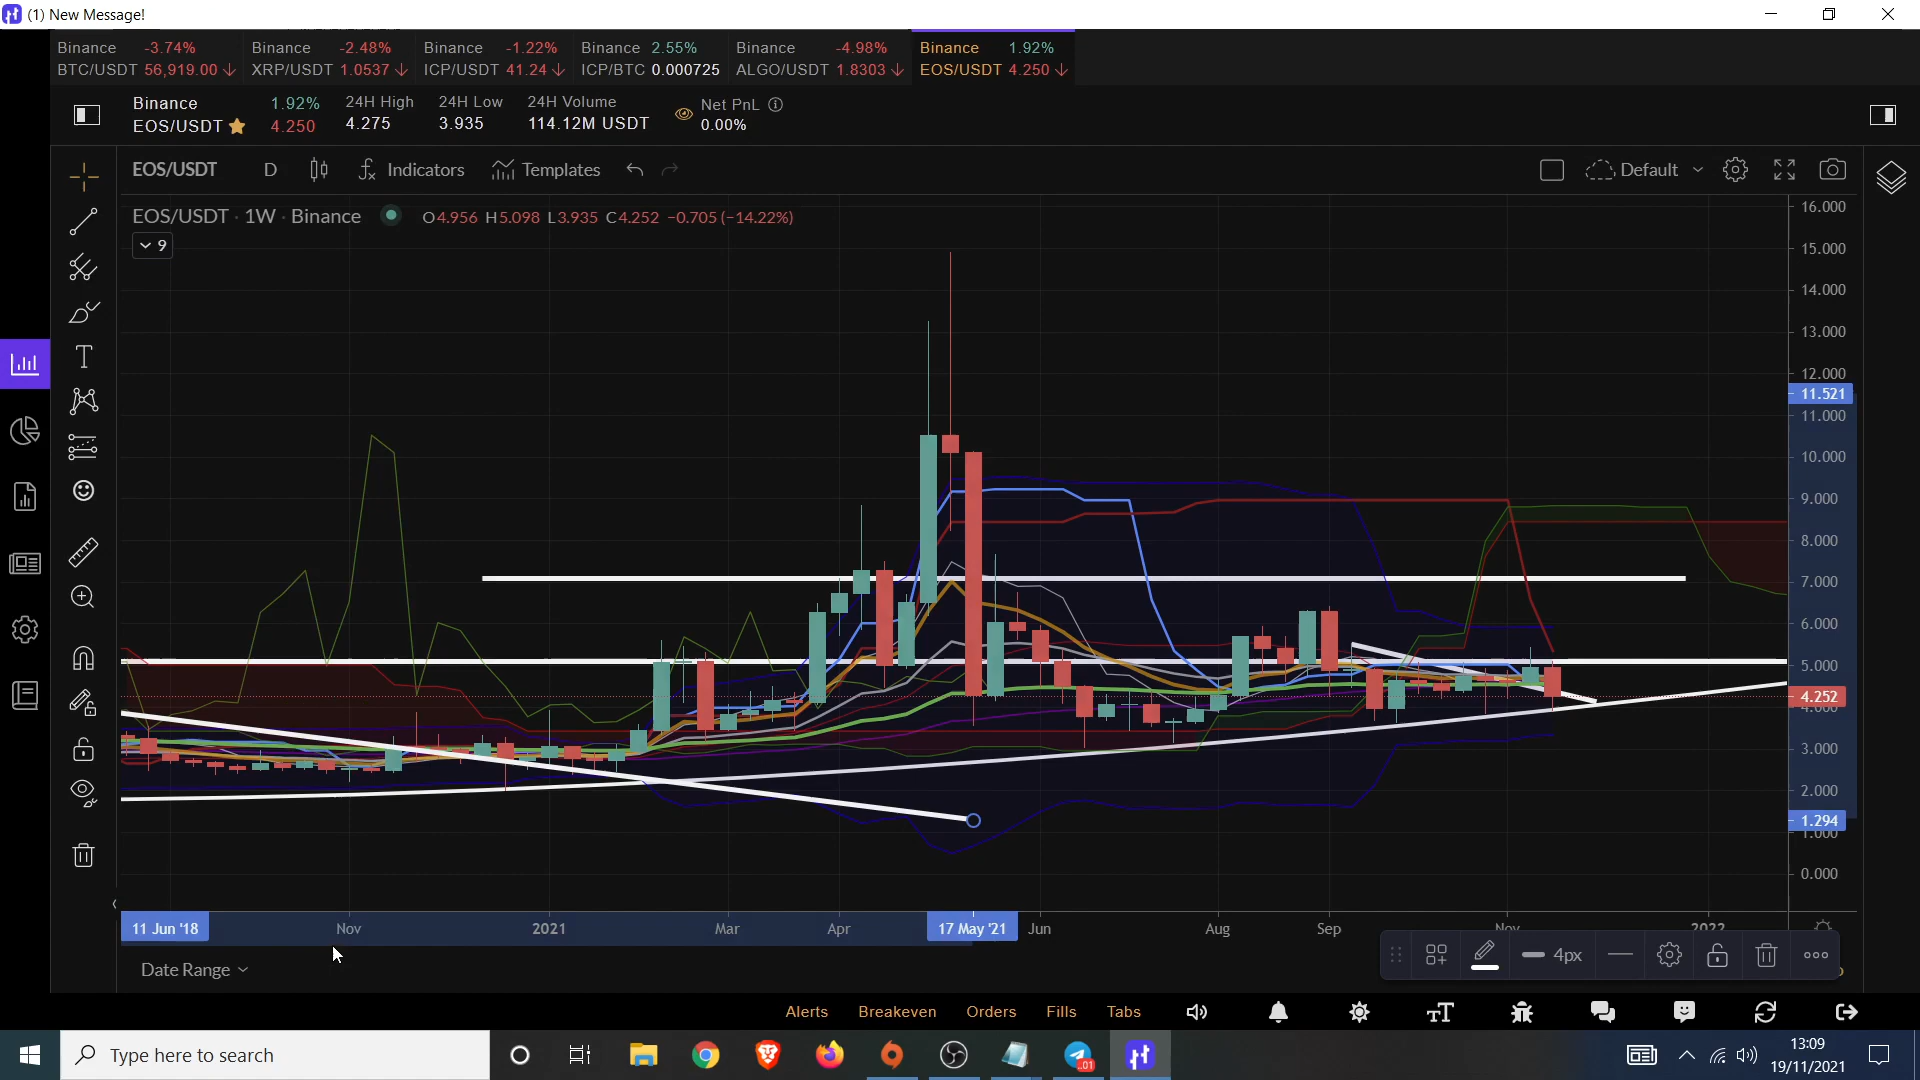 (1) New Message!
Binance -3.74% Binance -2.48% Binance -1.22% Binance 2.55% Binance -4.98% Binance 1.92%
BTC/USDT 56,919.00 XRP/USDT 1.0537 ICP/USDT 41.24 ICP/BTC 0.000725 ALGO/USDT 1.8303 EOS/USDT 4.250
Binance 1.92% 24H High 24H Low 24H Volume Net PnL
EOS/USDT 4.250 4.275 3.935 114.12M USDT 0.00%
EOS/USDT D Indicators Templates Default
EOS/USDT · 1W · Binance O4.956 H5.098 L3.935 C4.252 −0.705 (−14.22%)
9
16.000
15.000
14.000
13.000
12.000
11.521
11.000
10.000
9.000
8.000
7.000
6.000
5.000
4.252
4.000
3.000
2.000
1.294
1.000
0.000
11 Jun '18 Nov 2021 Mar Apr 17 May '21 Jun Aug Sep Nov 2022
Date Range 4px
Alerts Breakeven Orders Fills Tabs
Type here to search
01
13:09
19/11/2021